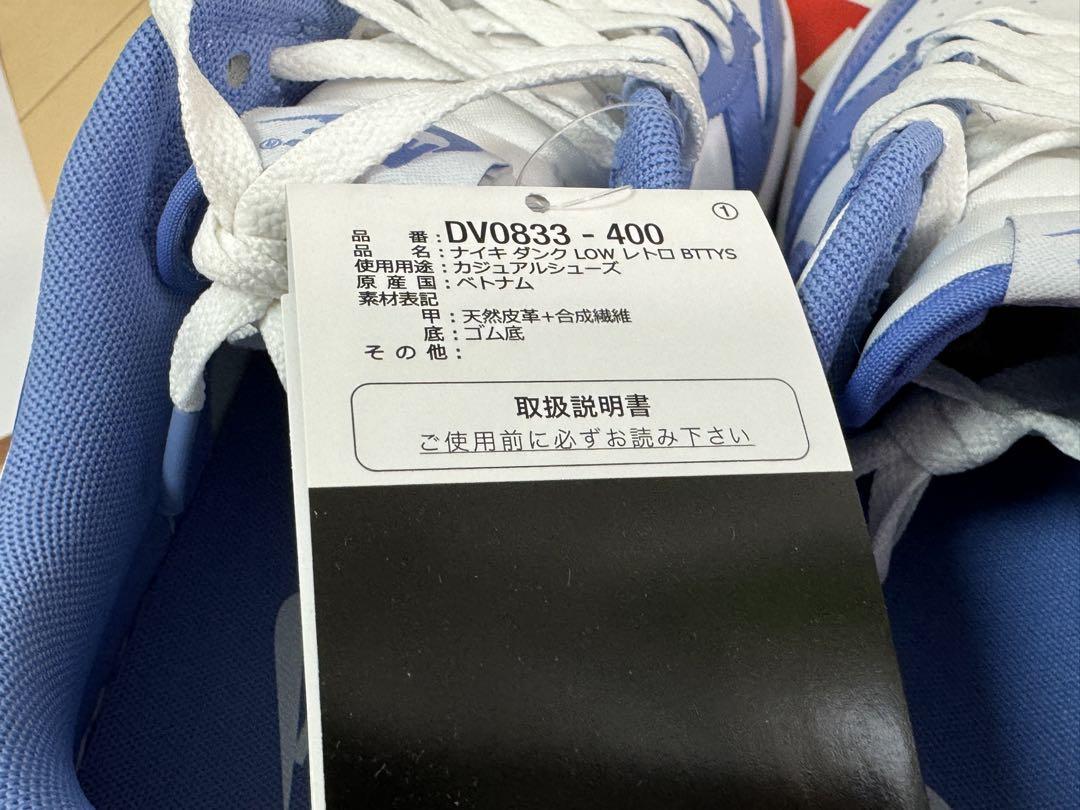 ①
品 番:DV0833 - 400
品 名:ナイキ ダンク LOW レトロ BTTYS
使用用途:カジュアルシューズ
原 産 国:ベトナム
素材表記
甲:天然皮革+合成繊維
底:ゴム底
そ の 他:
取扱説明書
ご使用前に必ずお読み下さい